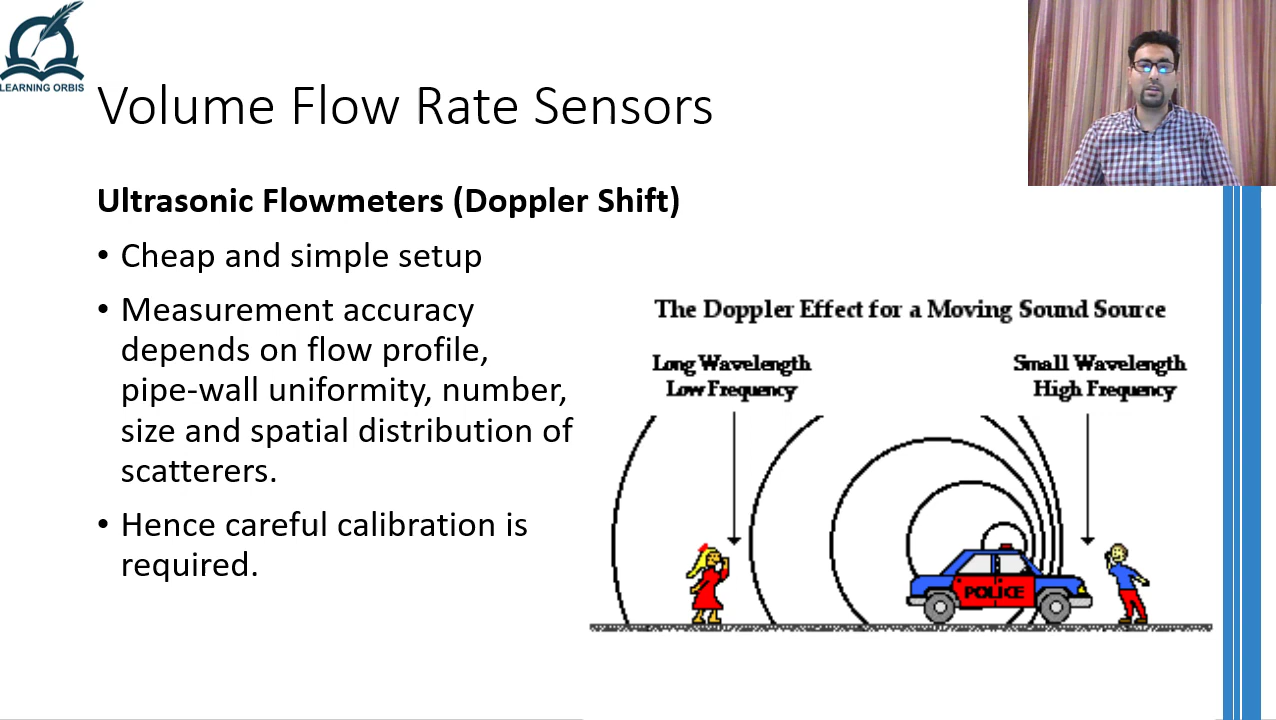 LEARNING ORBIS
Volume Flow Rate Sensors
Ultrasonic Flowmeters (Doppler Shift)
• Cheap and simple setup
• Measurement accuracy
depends on flow profile,
pipe-wall uniformity, number,
size and spatial distribution of
scatterers.
• Hence careful calibration is
required.
The Doppler Effect for a Moving Sound Source
Long Wavelength
Low Frequency
Small Wavelength
High Frequency
POLICE